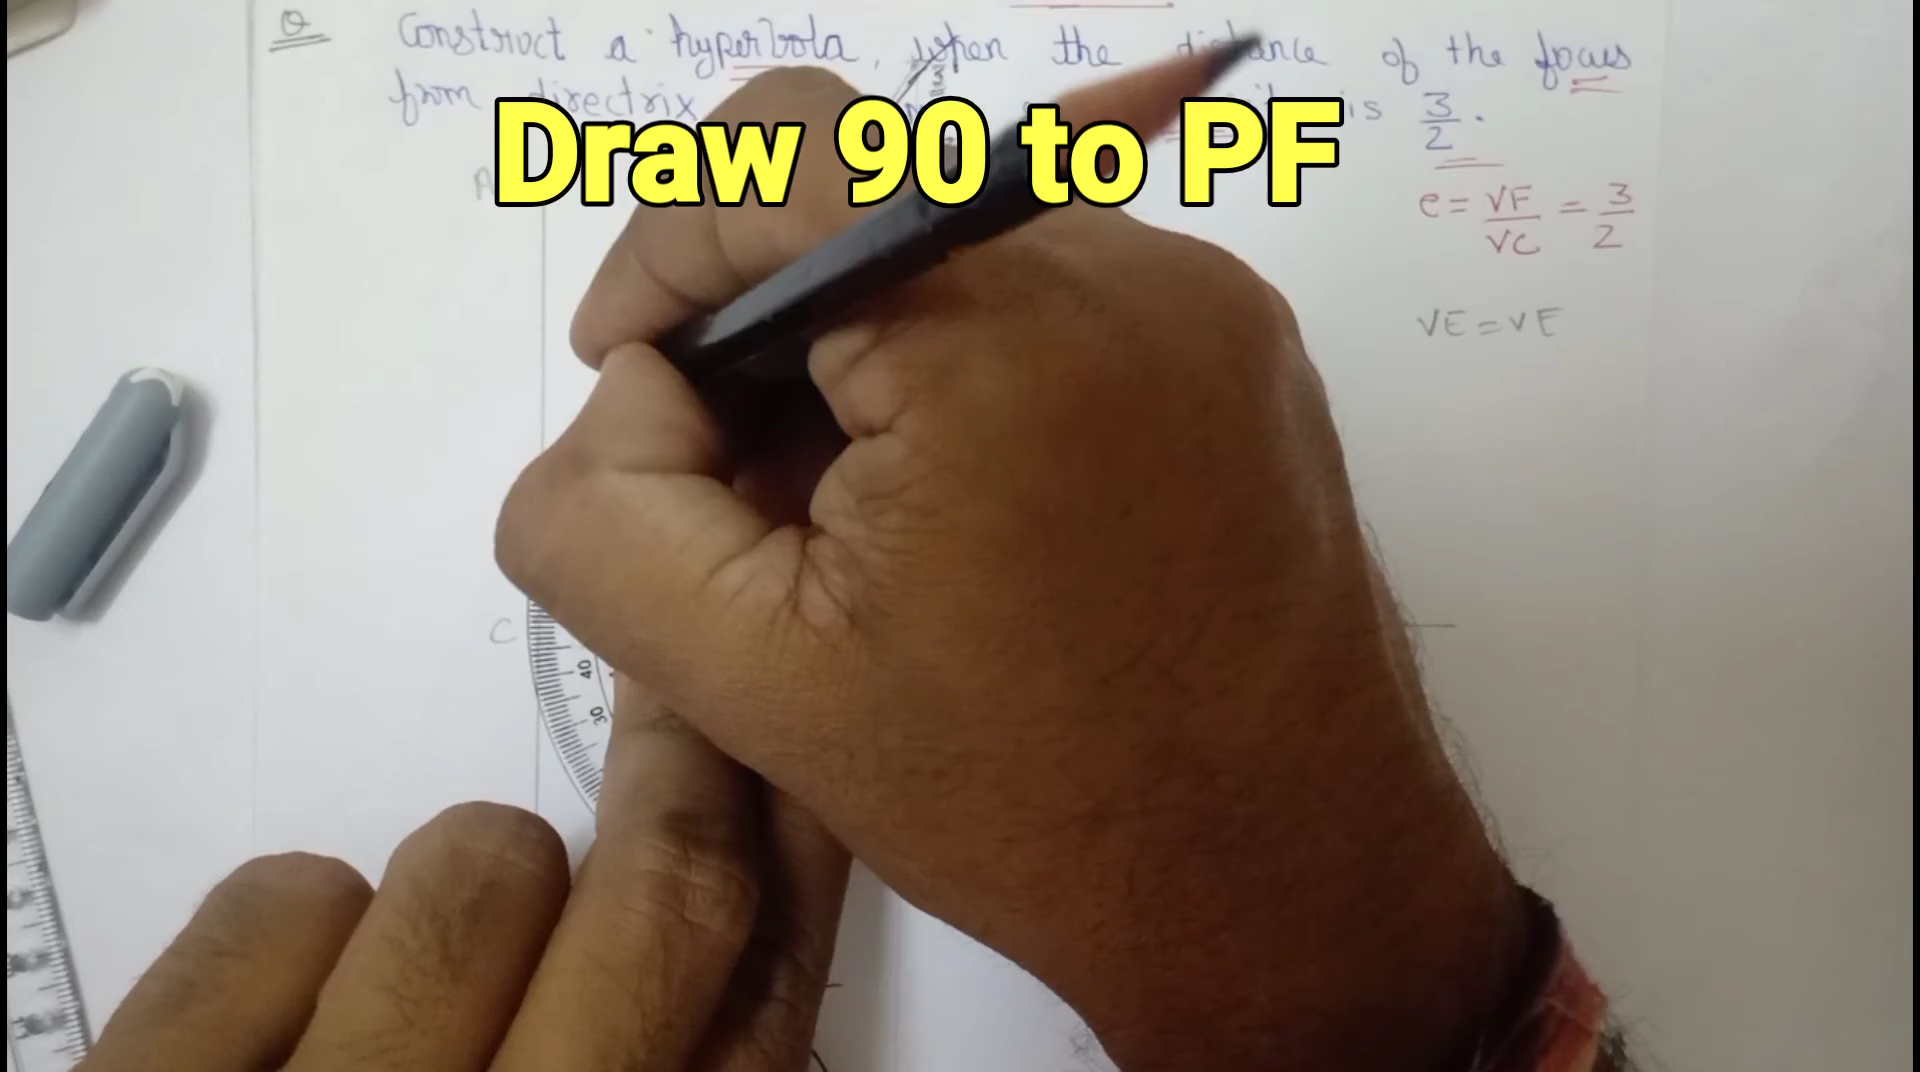 Q Construct a hyperbola, when the distance of the focus
from directrix is 3/2.
Draw 90 to PF
A
e = VF/VC = 3/2
VE = VF
C
40
30